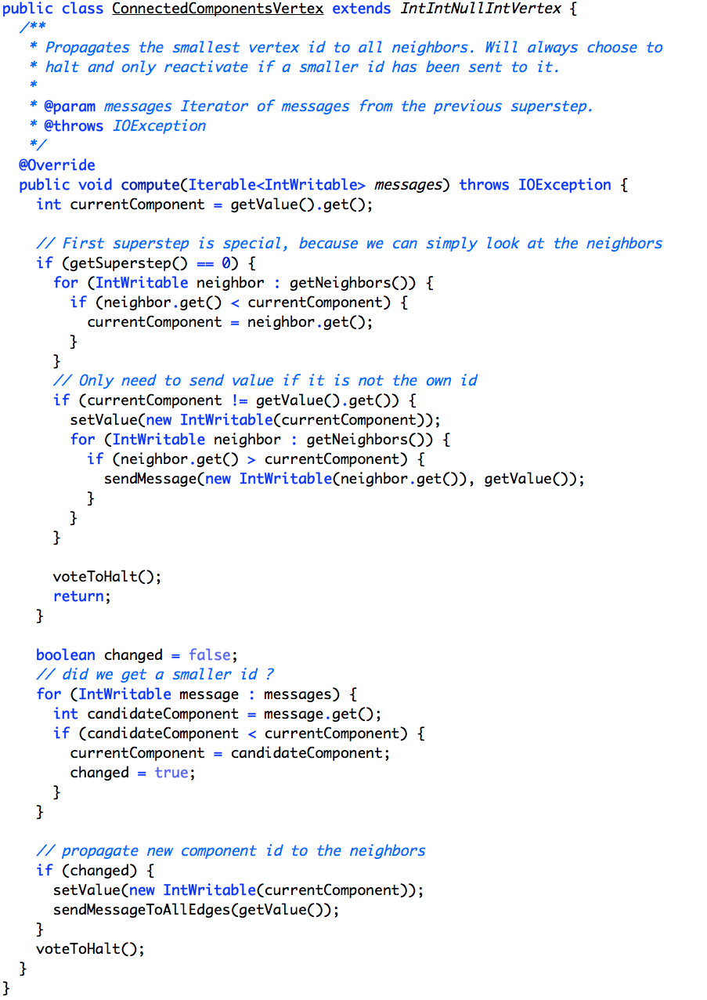 public class ConnectedComponentsVertex extends IntIntNullIntVertex {
  /**
   * Propagates the smallest vertex id to all neighbors. Will always choose to
   * halt and only reactivate if a smaller id has been sent to it.
   *
   * @param messages Iterator of messages from the previous superstep.
   * @throws IOException
   */
  @Override
  public void compute(Iterable<IntWritable> messages) throws IOException {
    int currentComponent = getValue().get();

    // First superstep is special, because we can simply look at the neighbors
    if (getSuperstep() == 0) {
      for (IntWritable neighbor : getNeighbors()) {
        if (neighbor.get() < currentComponent) {
          currentComponent = neighbor.get();
        }
      }
      // Only need to send value if it is not the own id
      if (currentComponent != getValue().get()) {
        setValue(new IntWritable(currentComponent));
        for (IntWritable neighbor : getNeighbors()) {
          if (neighbor.get() > currentComponent) {
            sendMessage(new IntWritable(neighbor.get()), getValue());
          }
        }
      }

      voteToHalt();
      return;
    }

    boolean changed = false;
    // did we get a smaller id ?
    for (IntWritable message : messages) {
      int candidateComponent = message.get();
      if (candidateComponent < currentComponent) {
        currentComponent = candidateComponent;
        changed = true;
      }
    }

    // propagate new component id to the neighbors
    if (changed) {
      setValue(new IntWritable(currentComponent));
      sendMessageToAllEdges(getValue());
    }
    voteToHalt();
  }
}